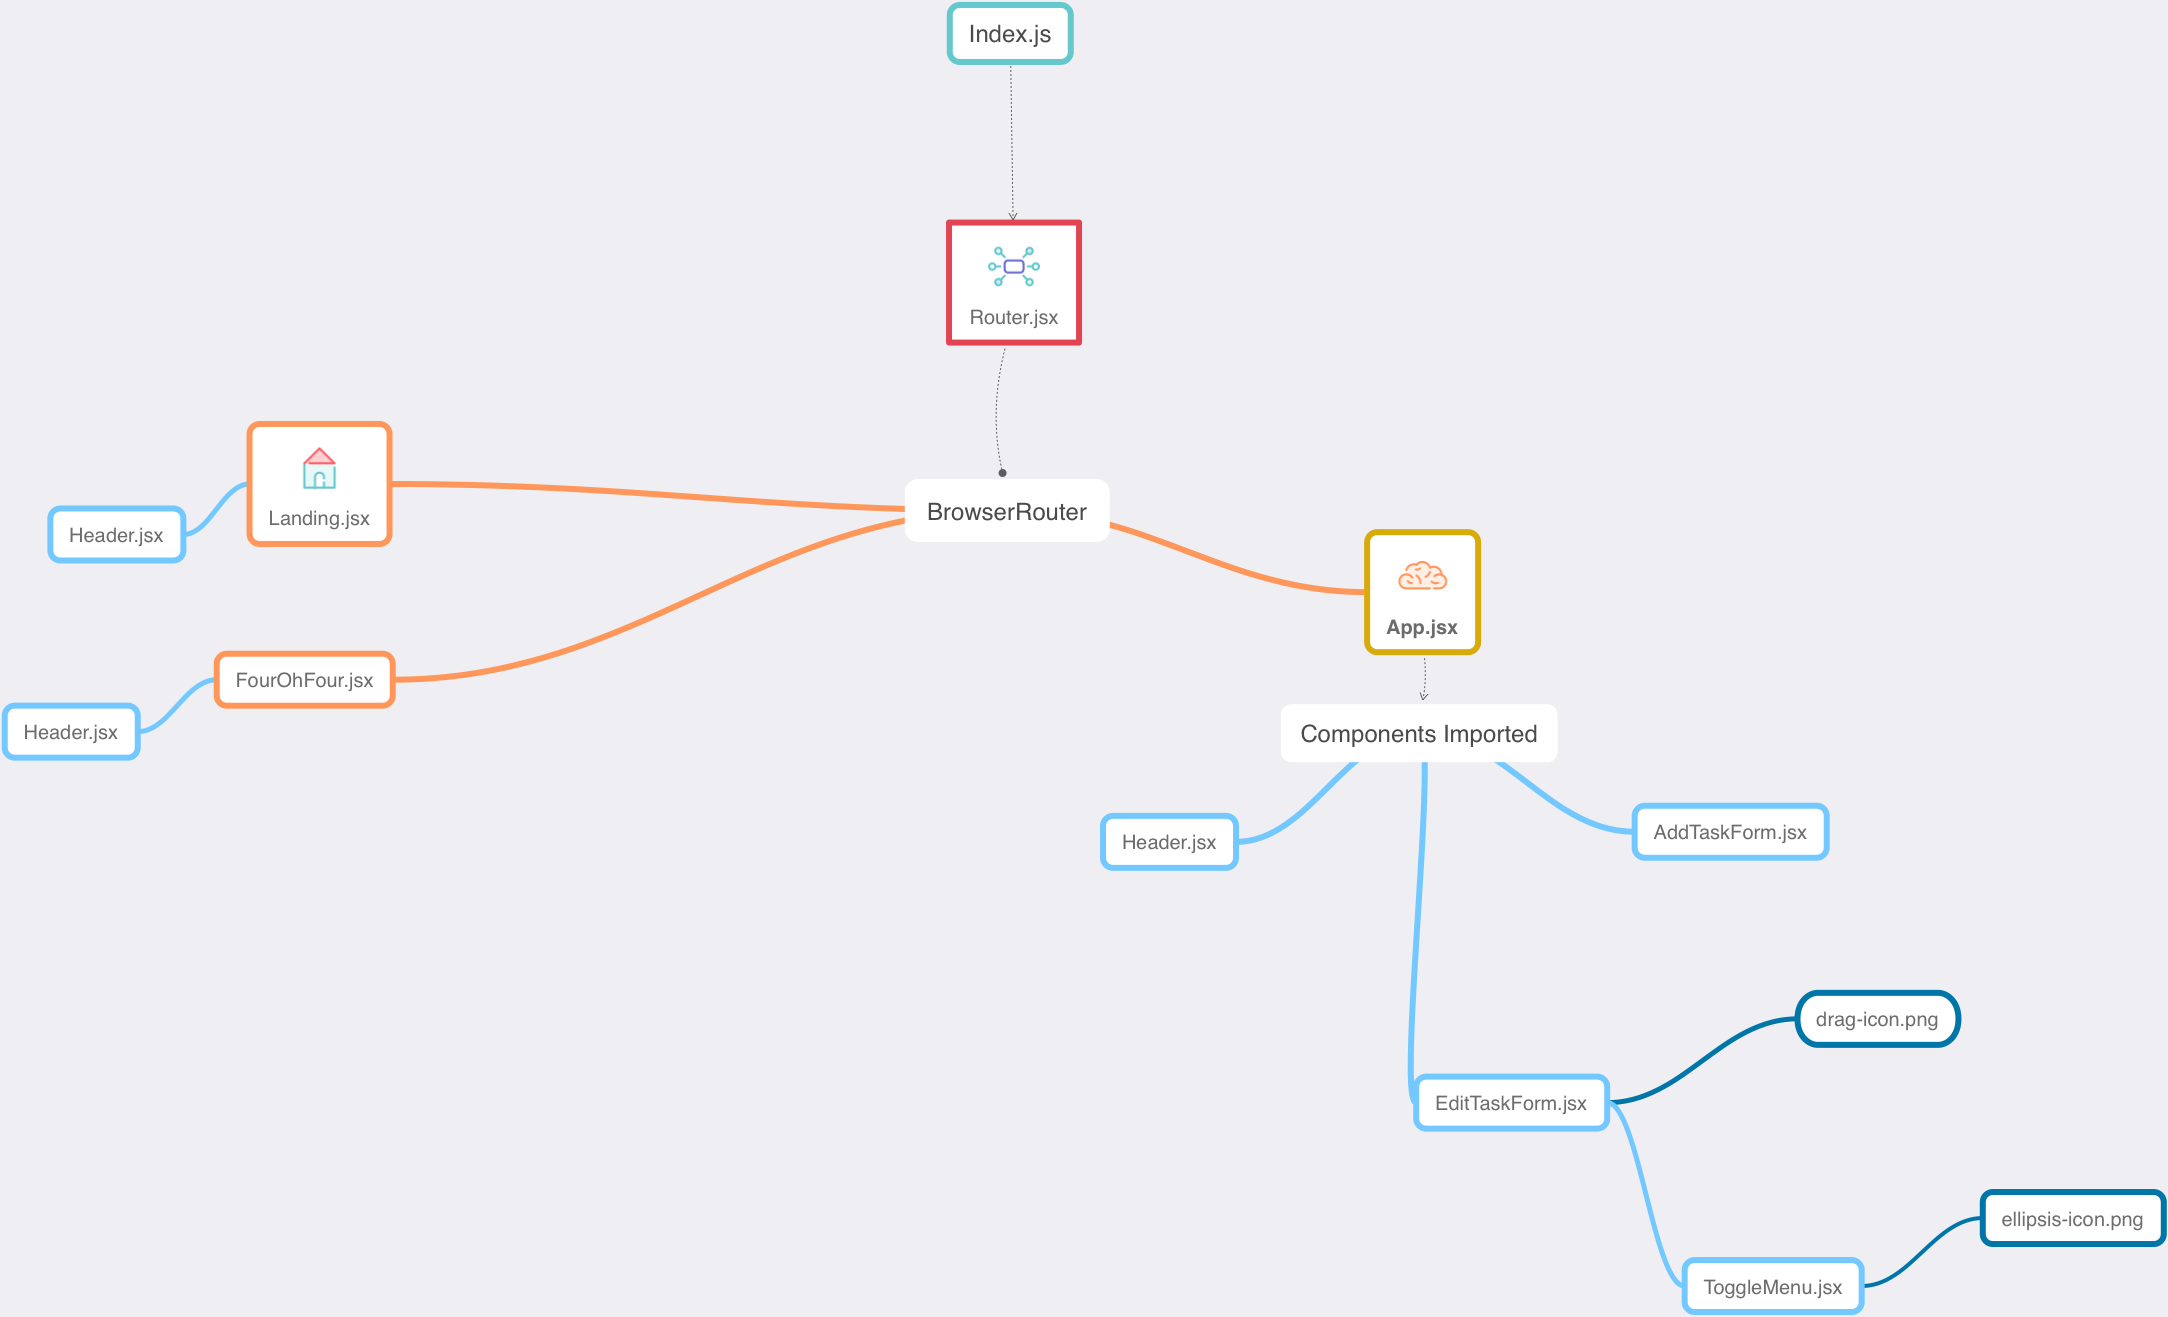 Index.js
Router.jsx
Landing.jsx
Header.jsx
BrowserRouter
App.jsx
FourOhFour.jsx
Header.jsx
Components Imported
Header.jsx
AddTaskForm.jsx
drag-icon.png
EditTaskForm.jsx
ellipsis-icon.png
ToggleMenu.jsx